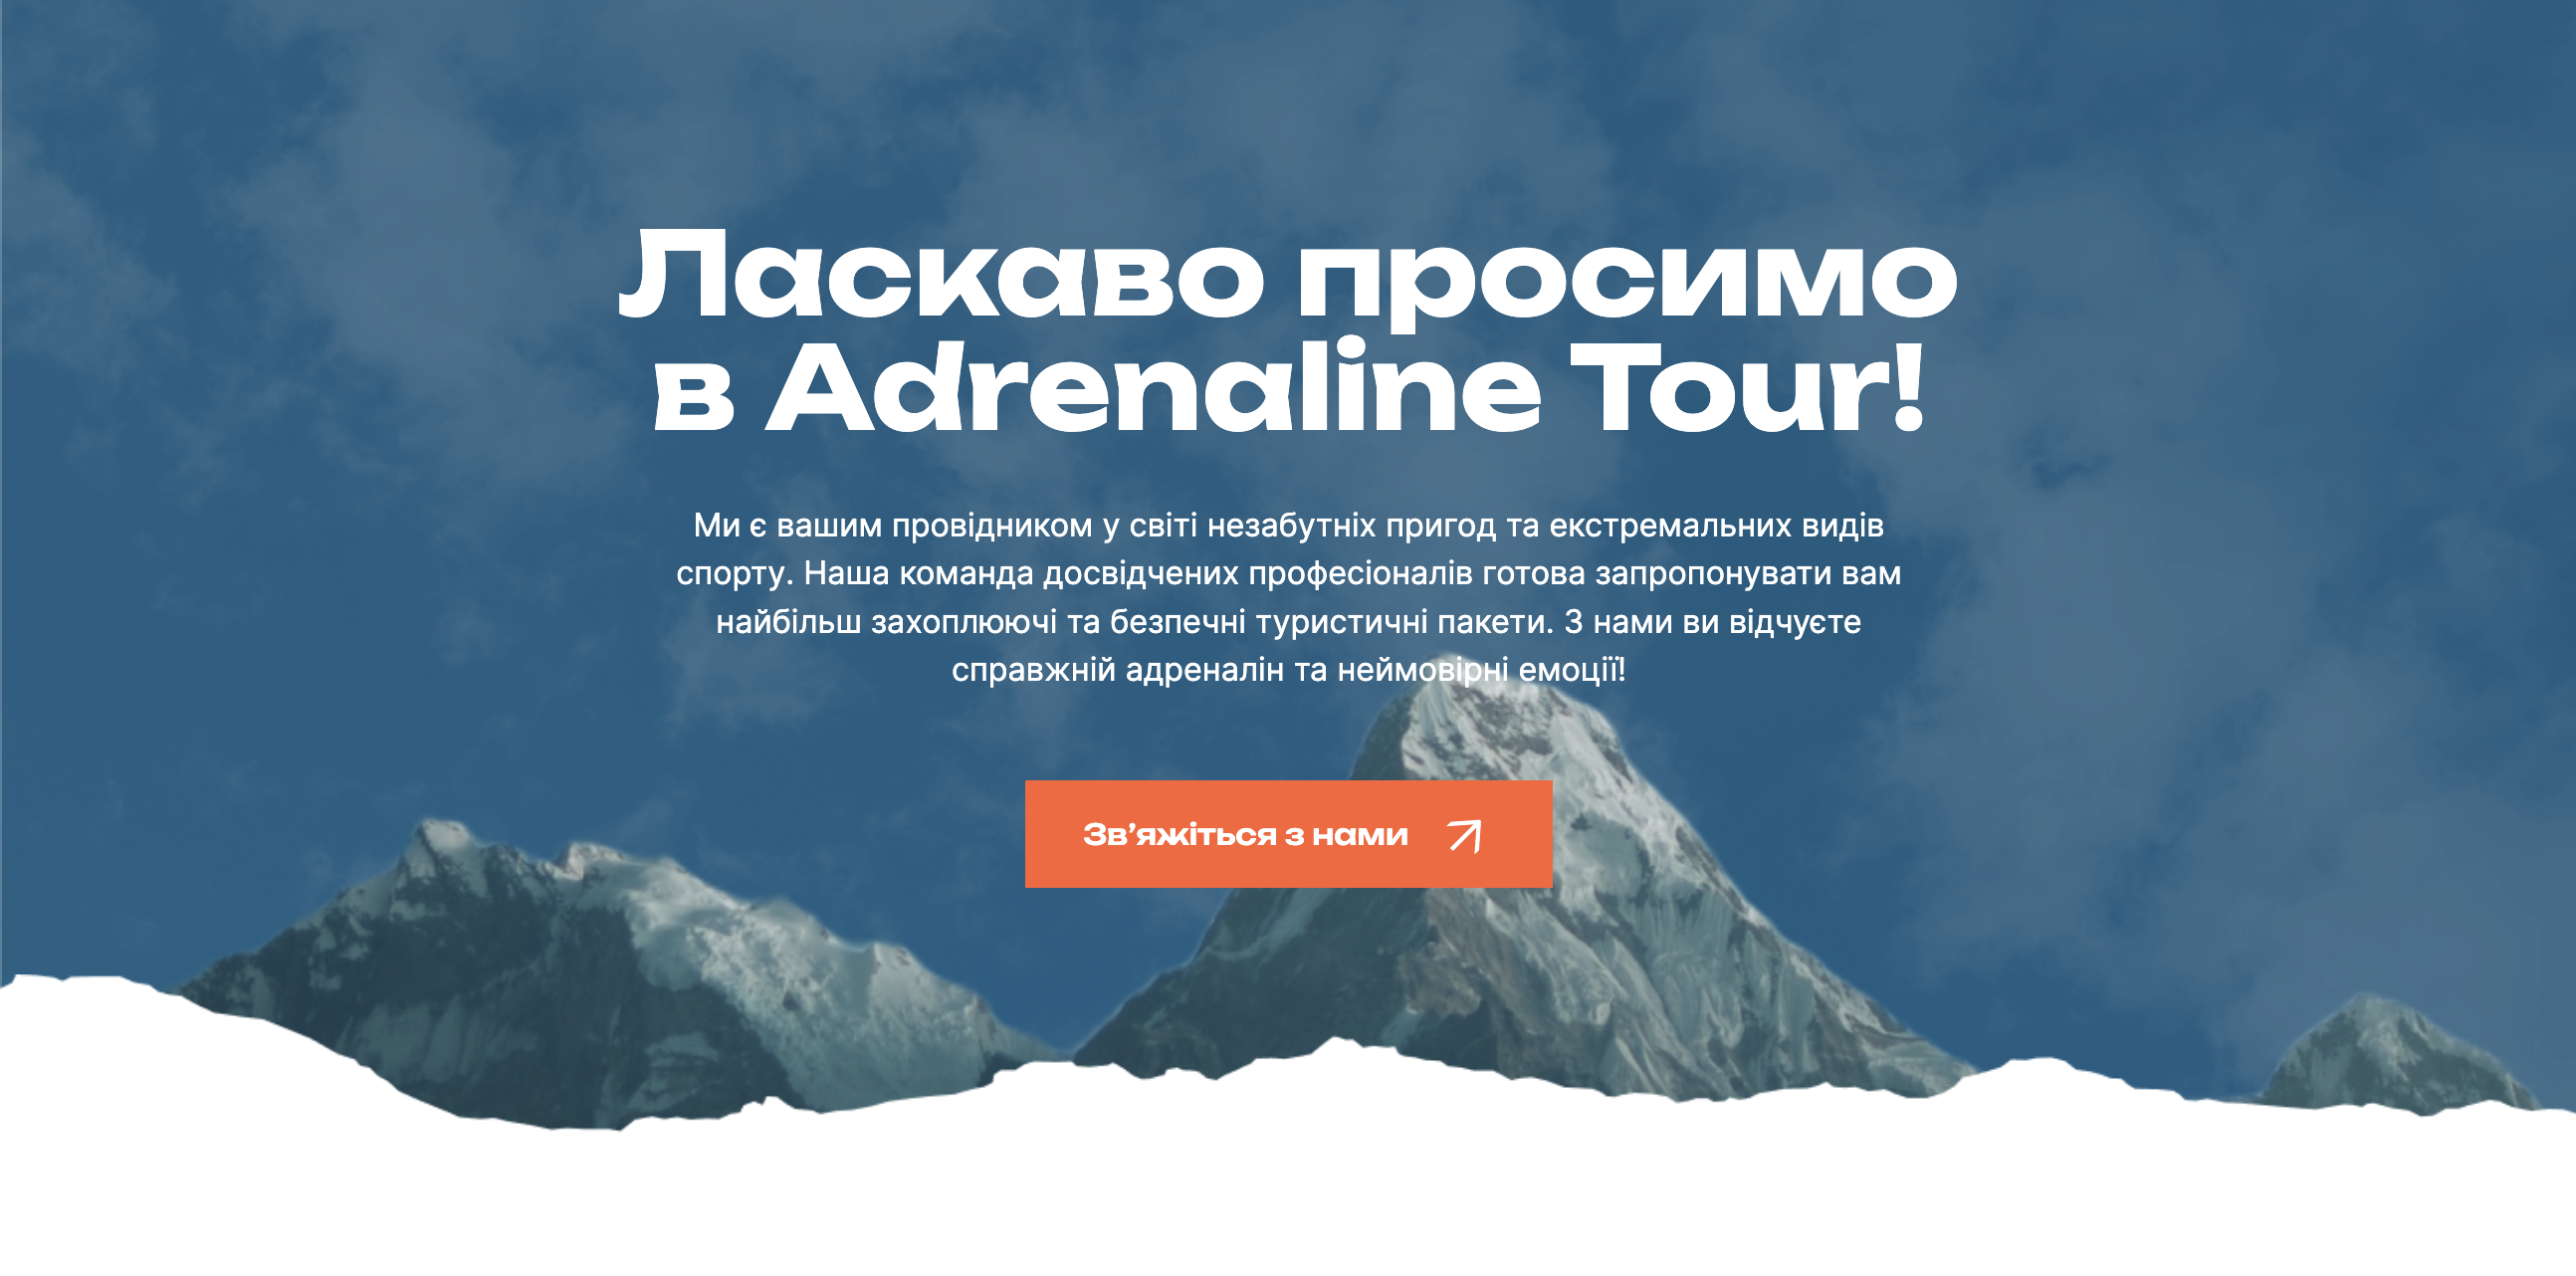 Ласкаво просимо
в Adrenaline Tour!
Ми є вашим провідником у світі незабутніх пригод та екстремальних видів
спорту. Наша команда досвідчених професіоналів готова запропонувати вам
найбільш захоплюючі та безпечні туристичні пакети. З нами ви відчуєте
справжній адреналін та неймовірні емоції!
Зв’яжіться з нами